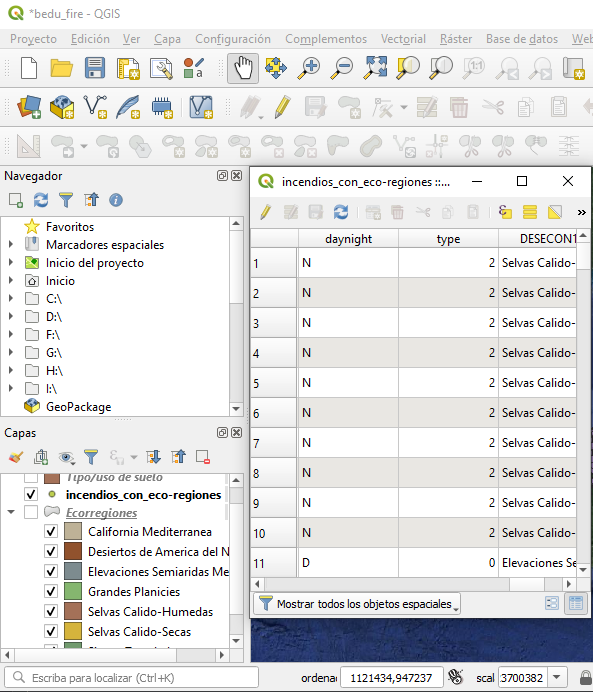 *bedu_fire — QGIS
Proyecto Edición Ver Capa Configuración Complementos Vectorial Ráster Base de datos Web
Navegador
Favoritos
Marcadores espaciales
Inicio del proyecto
Inicio
C:\
D:\
F:\
G:\
H:\
I:\
GeoPackage
Capas
Tipo/uso de suelo
incendios_con_eco-regiones
Ecorregiones
California Mediterranea
Desiertos de America del N
Elevaciones Semiaridas Me
Grandes Planicies
Selvas Calido-Humedas
Selvas Calido-Secas
incendios_con_eco-regiones ::...
»
daynight type DESECON1
1 N 2 Selvas Calido-
2 N 2 Selvas Calido-
3 N 2 Selvas Calido-
4 N 2 Selvas Calido-
5 N 2 Selvas Calido-
6 N 2 Selvas Calido-
7 N 2 Selvas Calido-
8 N 2 Selvas Calido-
9 N 2 Selvas Calido-
10 N 2 Selvas Calido-
11 D 0 Elevaciones Se
Mostrar todos los objetos espaciales
Escriba para localizar (Ctrl+K) ordena 1121434,947237 scal 3700382